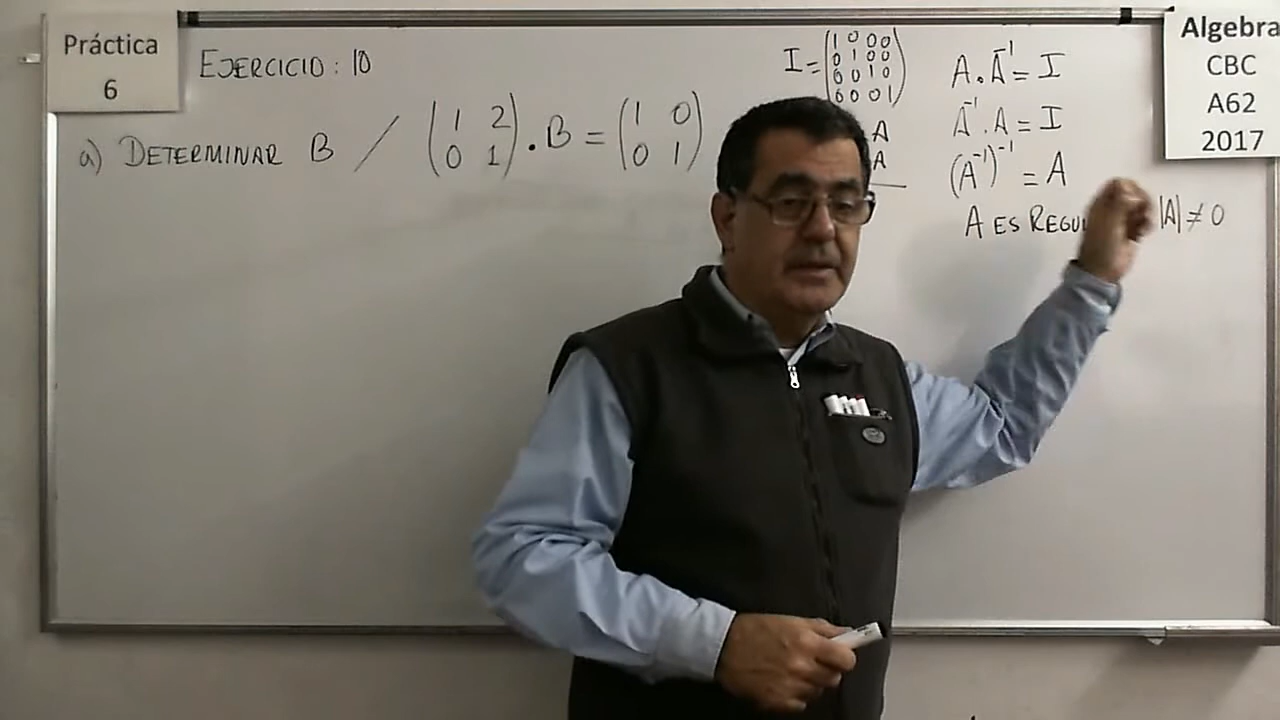 Práctica
6
EJERCICIO: 10
a) DETERMINAR B / (1 2
0 1) . B = (1 0
0 1)
I = (1 0 0 0
0 1 0 0
0 0 1 0
0 0 0 1)
A
A
A . A⁻¹ = I
A⁻¹ . A = I
(A⁻¹)⁻¹ = A
A ES |A| ≠ 0
Algebra
CBC
A62
2017